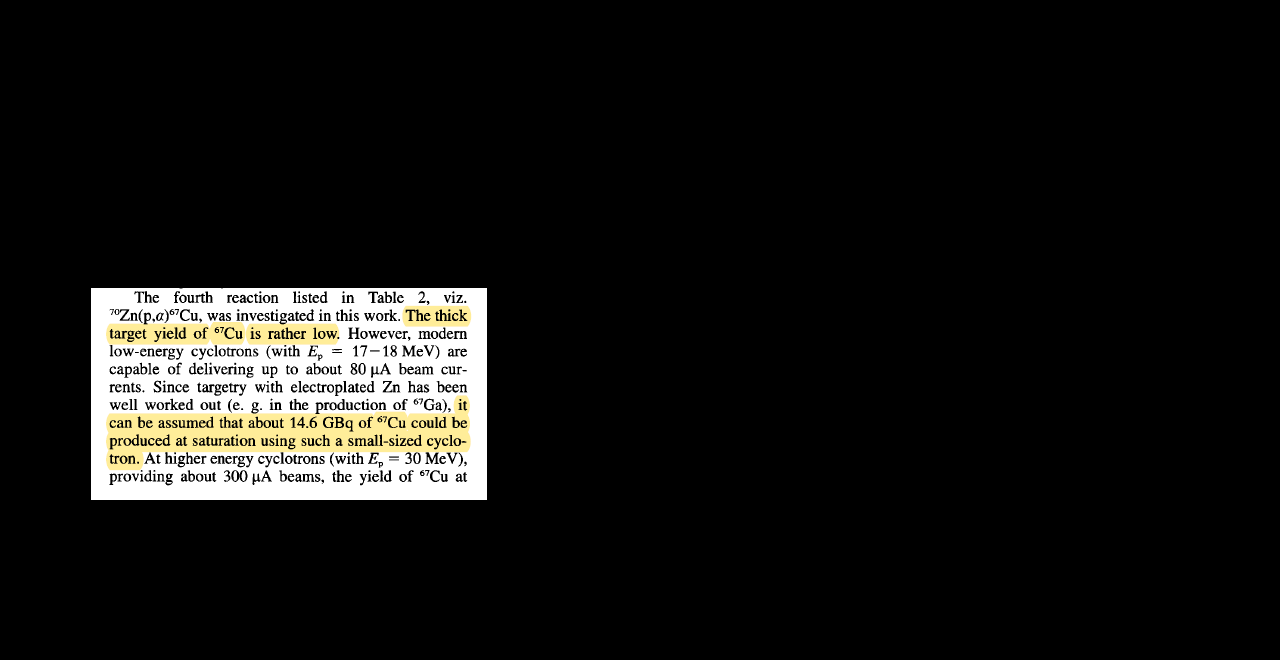 The fourth reaction listed in Table 2, viz.
⁷⁰Zn(p,α)⁶⁷Cu, was investigated in this work. The thick
target yield of ⁶⁷Cu is rather low. However, modern
low-energy cyclotrons (with Eₚ = 17−18 MeV) are
capable of delivering up to about 80 μA beam cur-
rents. Since targetry with electroplated Zn has been
well worked out (e. g. in the production of ⁶⁷Ga), it
can be assumed that about 14.6 GBq of ⁶⁷Cu could be
produced at saturation using such a small-sized cyclo-
tron. At higher energy cyclotrons (with Eₚ = 30 MeV),
providing about 300 μA beams, the yield of ⁶⁷Cu at